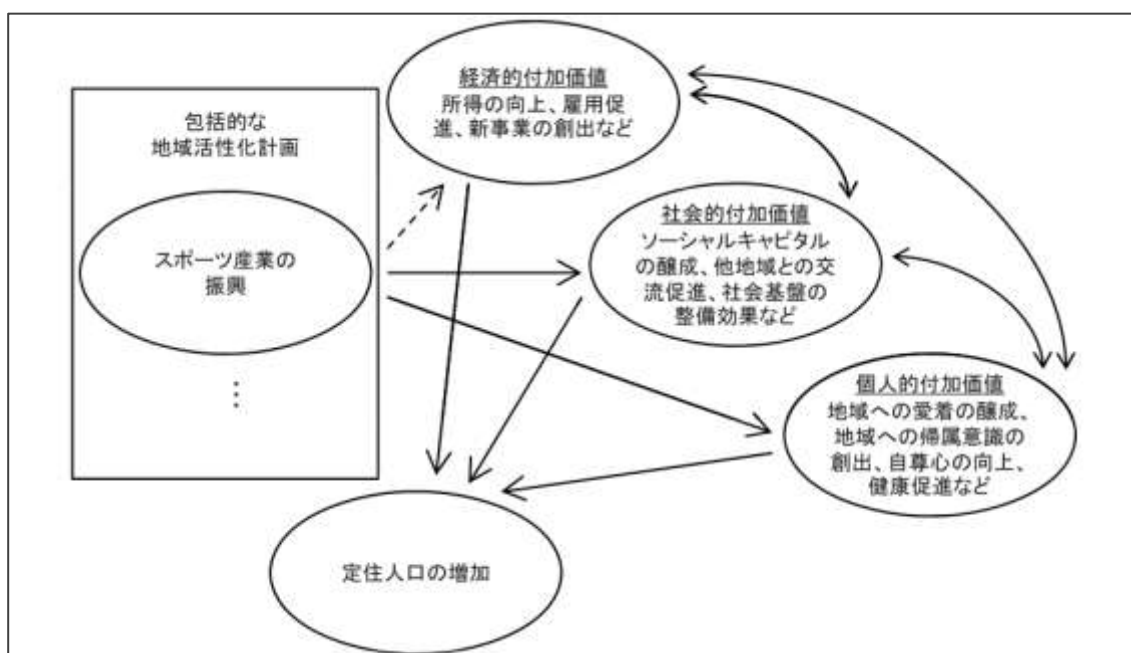 包括的な
地域活性化計画
スポーツ産業の
振興
⋮
経済的付加価値
所得の向上、雇用促
進、新事業の創出など
社会的付加価値
ソーシャルキャピタル
の醸成、他地域との交
流促進、社会基盤の
整備効果など
個人的付加価値
地域への愛着の醸成、
地域への帰属意識の
創出、自尊心の向上、
健康促進など
定住人口の増加